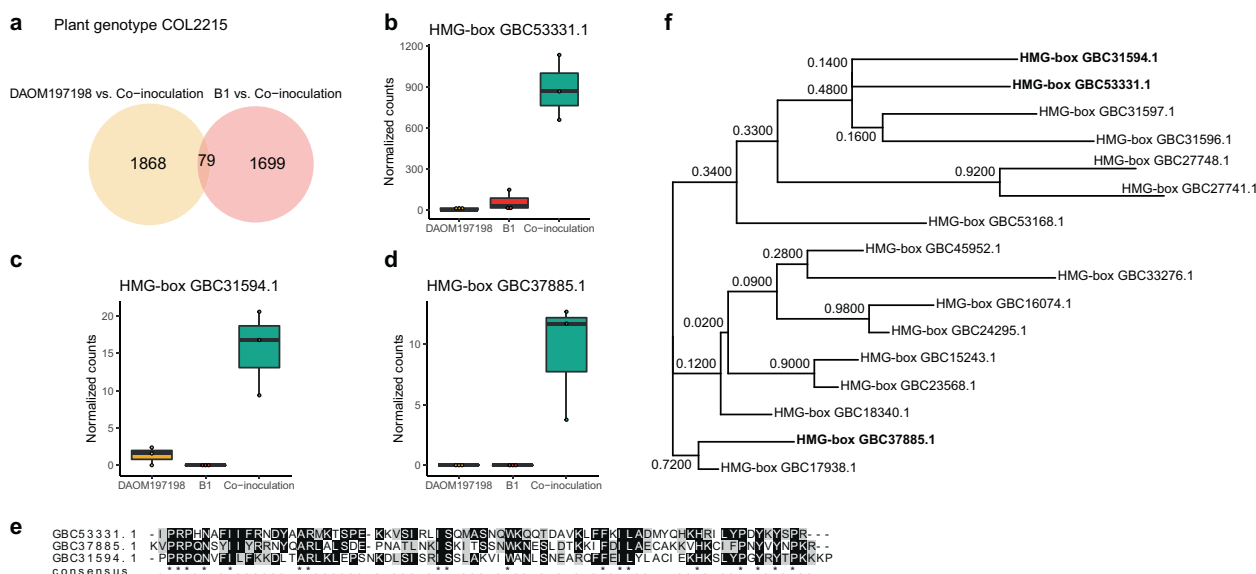 a
Plant genotype COL2215
DAOM197198 vs. Co−inoculation
B1 vs. Co−inoculation
1868
79
1699
b
HMG−box GBC53331.1
Normalized counts
1200
900
600
300
0
DAOM197198
B1
Co−inoculation
c
HMG−box GBC31594.1
Normalized counts
20
15
10
5
0
DAOM197198
B1
Co−inoculation
d
HMG−box GBC37885.1
Normalized counts
10
5
0
DAOM197198
B1
Co−inoculation
e
GBC53331.1 -IPRPHNAFIIFRNDYAARMKTSPE-KKVSIRLISQMASNQWKQQTDAVKLFFKILADMYQHKHRILYPDYKYSPR---
GBC37885.1 KVPRPQNSYIIYRRNYQARLALSDE-PNATLNKISKITSSNWKNESLDTKKIFDILAECAKKVHKCLFPNYVYNPKR--
GBC31594.1 -PPRPQNVFILFKKDLTARLKLEPSNKDLSISRISSLAKVIWANLSNEARQFFEILYLACIEKHKSLYPGYRYTPKKKP
consensus
f
HMG-box GBC31594.1
0.1400
HMG-box GBC53331.1
0.4800
HMG-box GBC31597.1
0.3300
0.1600
HMG-box GBC31596.1
HMG-box GBC27748.1
0.3400
0.9200
HMG-box GBC27741.1
HMG-box GBC53168.1
HMG-box GBC45952.1
0.2800
HMG-box GBC33276.1
0.0900
HMG-box GBC16074.1
0.9800
HMG-box GBC24295.1
0.0200
HMG-box GBC15243.1
0.9000
0.1200
HMG-box GBC23568.1
HMG-box GBC18340.1
HMG-box GBC37885.1
0.7200
HMG-box GBC17938.1